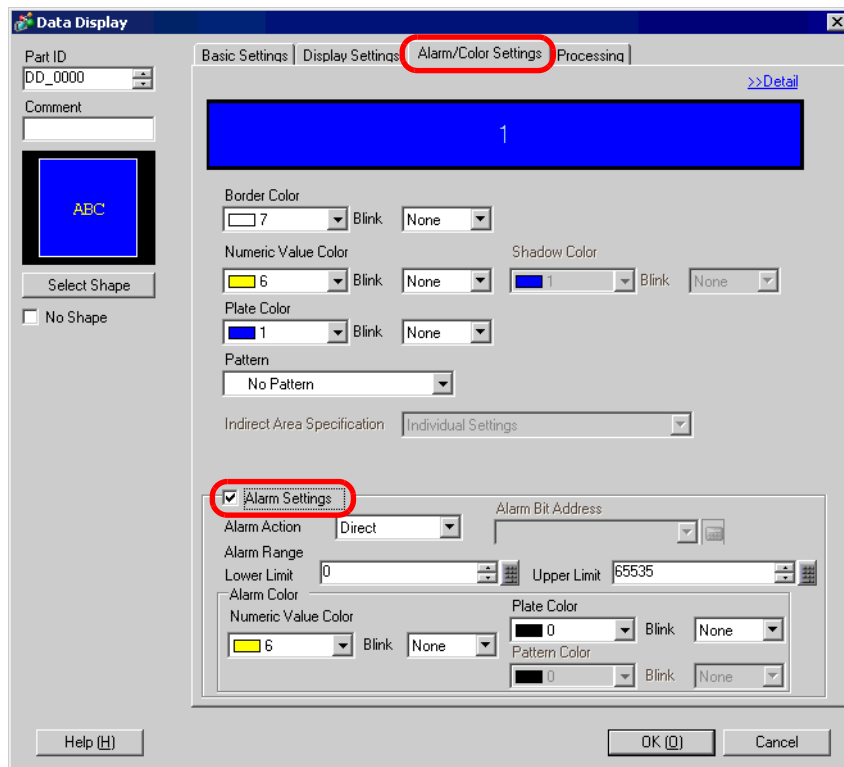 Data Display
Part ID
DD_0000
Comment
ABC
Select Shape
No Shape
Basic Settings Display Settings Alarm/Color Settings Processing
>>Detail
1
Border Color
7 Blink None
Numeric Value Color Shadow Color
6 Blink None 1 Blink None
Plate Color
1 Blink None
Pattern
No Pattern
Indirect Area Specification Individual Settings
Alarm Settings
Alarm Bit Address
Alarm Action Direct
Alarm Range
Lower Limit 0 Upper Limit 65535
Alarm Color
Numeric Value Color Plate Color
6 Blink None 0 Blink None
Pattern Color
0 Blink None
Help (H) OK (O) Cancel